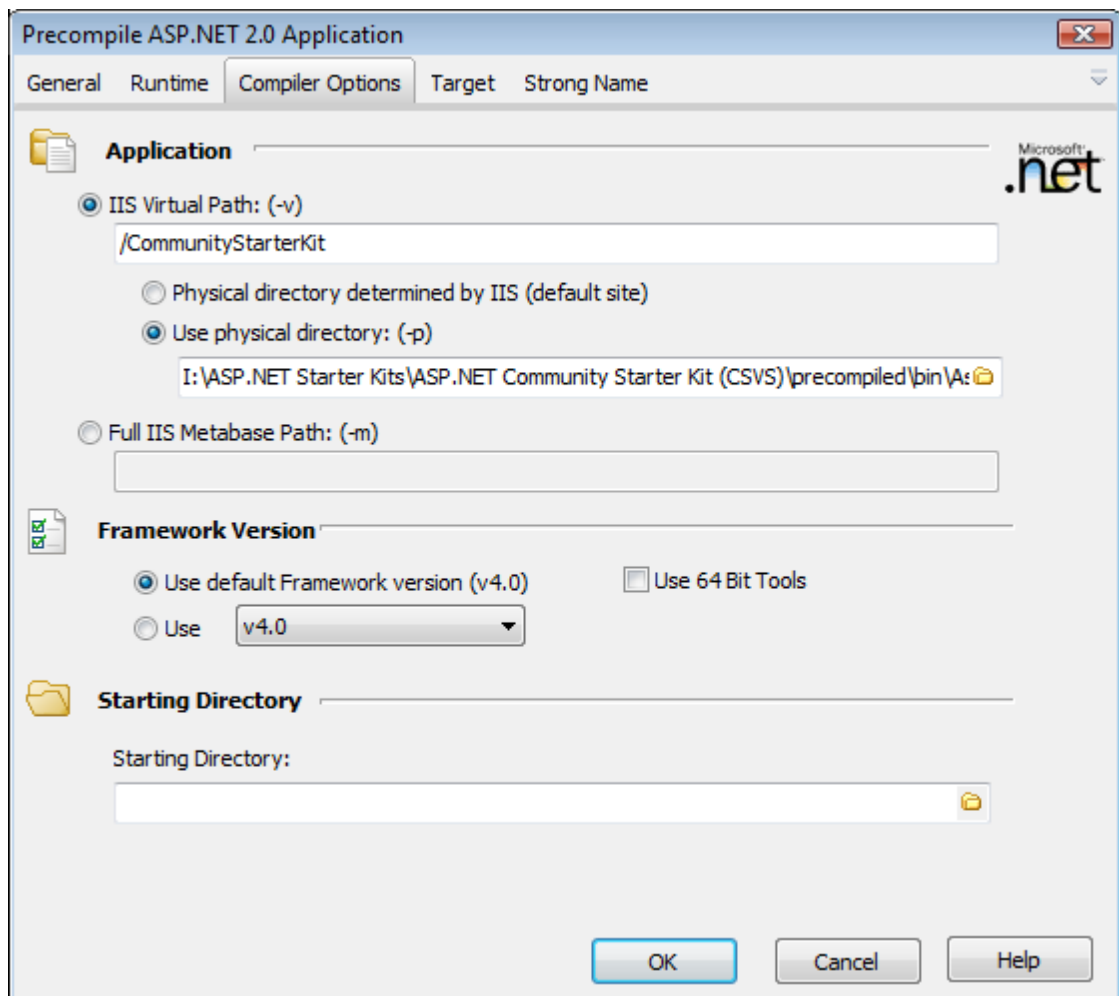 Precompile ASP.NET 2.0 Application
General Runtime Compiler Options Target Strong Name
Application
Microsoft
.net
IIS Virtual Path: (-v)
/CommunityStarterKit
Physical directory determined by IIS (default site)
Use physical directory: (-p)
I:\ASP.NET Starter Kits\ASP.NET Community Starter Kit (CSVS)\precompiled\bin\As
Full IIS Metabase Path: (-m)
Framework Version
Use default Framework version (v4.0) Use 64 Bit Tools
Use v4.0
Starting Directory
Starting Directory:
OK Cancel Help